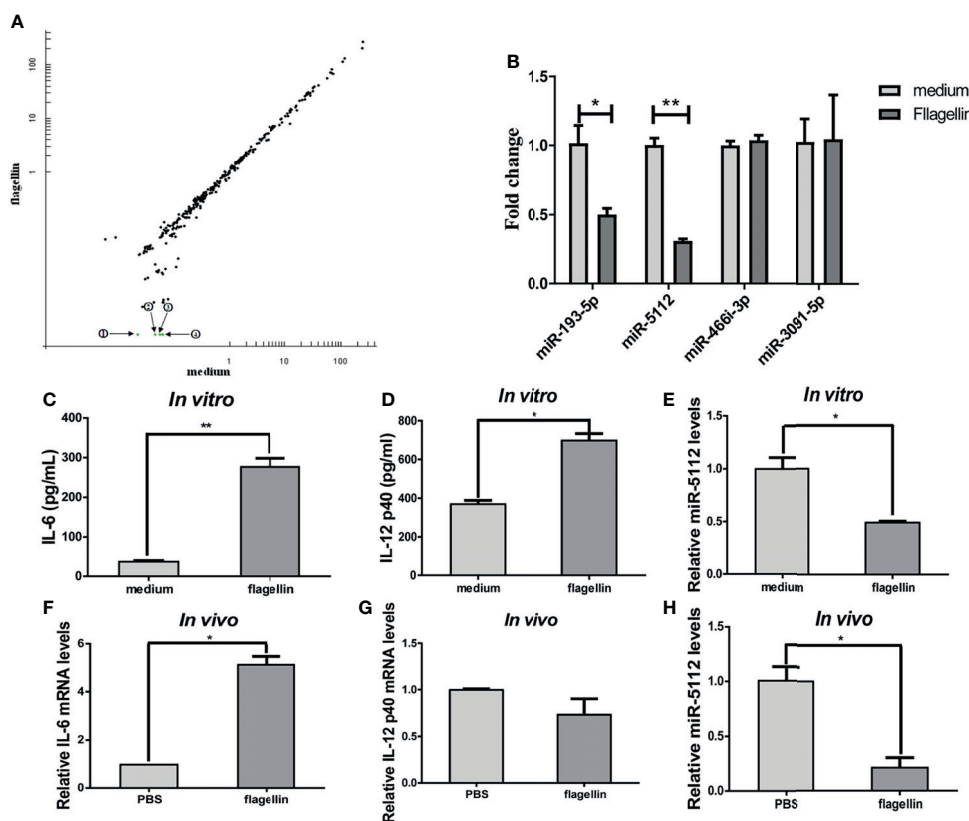 A
100
10
1
flagellin
① ② ③ ④
1 10 100
medium
B
medium
Fllagellin
Fold change
1.5
1.0
0.5
0.0
* **
miR-193-5p miR-5112 miR-466i-3p miR-3091-5p
C
In vitro
IL-6 (pg/mL)
400
300
200
100
0
**
medium flagellin
D
In vitro
IL-12 p40 (pg/ml)
800
600
400
200
0
*
medium flagellin
E
In vitro
Relative miR-5112 levels
1.5
1.0
0.5
0.0
*
medium flagellin
F
In vivo
Relative IL-6 mRNA levels
6
4
2
0
*
PBS flagellin
G
In vivo
Relative IL-12 p40 mRNA levels
1.5
1.0
0.5
0.0
PBS flagellin
H
In vivo
Relative miR-5112 levels
1.5
1.0
0.5
0.0
*
PBS flagellin